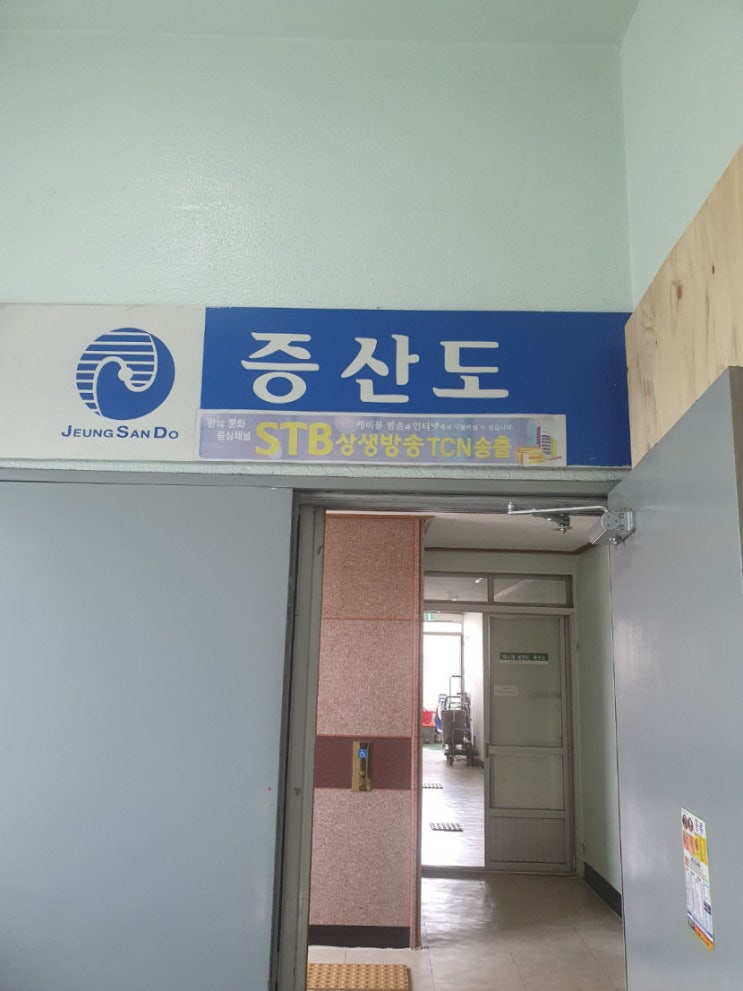 증산도
JEUNG SAN DO
한韓 문화
중심채널
케이블 방송과 인터넷에서 시청하실 수 있습니다
STB 상생방송 TCN 송출